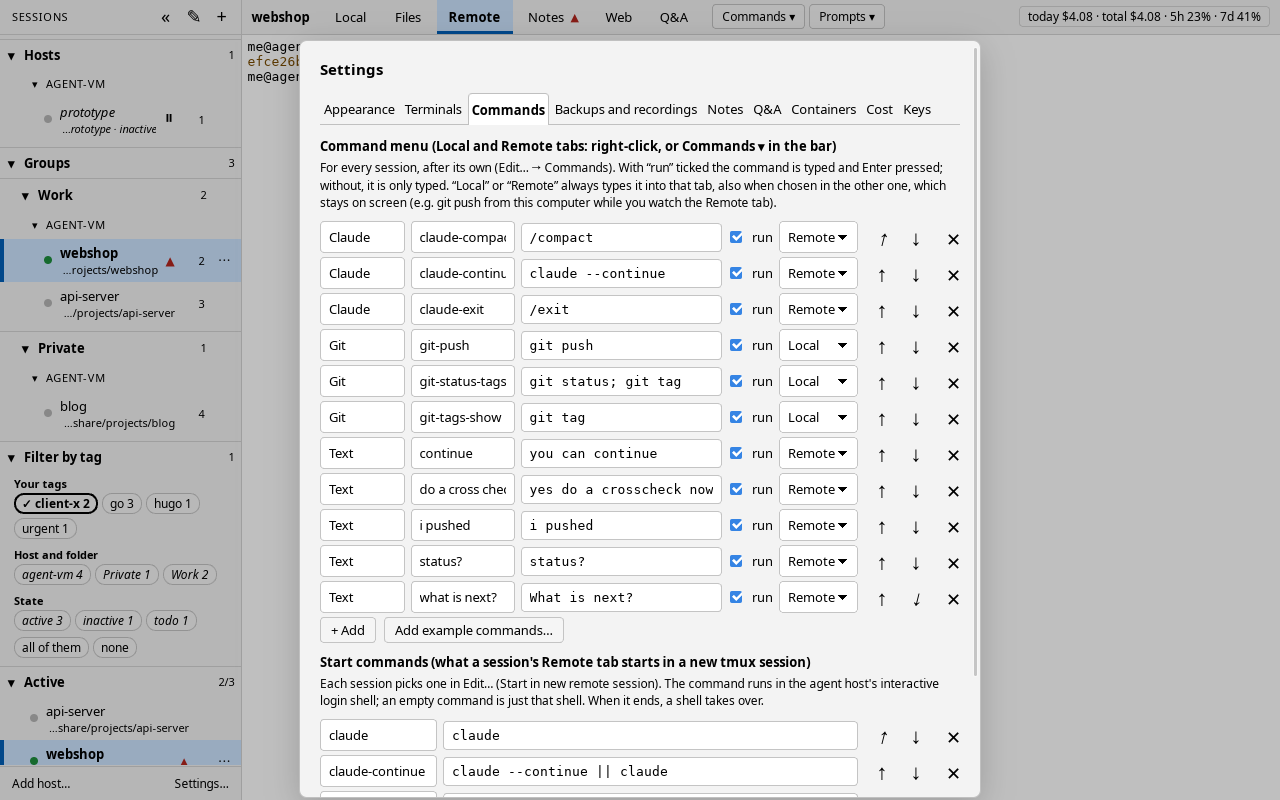 SESSIONS « ✎ +
webshop Local Files Remote Notes ▲ Web Q&A Commands ▾ Prompts ▾ today $4.08 · total $4.08 · 5h 23% · 7d 41%
▼ Hosts 1
▼ AGENT-VM
prototype 1
…rototype · inactive
▼ Groups 3
▼ Work 2
▼ AGENT-VM
webshop ▲ 2 …
…rojects/webshop
api-server 3
…/projects/api-server
▼ Private 1
▼ AGENT-VM
blog 4
…share/projects/blog
▼ Filter by tag 1
Your tags
✓ client-x 2 go 3 hugo 1
urgent 1
Host and folder
agent-vm 4 Private 1 Work 2
State
active 3 inactive 1 todo 1
all of them none
▼ Active 2/3
api-server
…share/projects/api-server
webshop ▲ …
Add host… Settings…
me@agen
efce26b
me@agen
Settings
Appearance Terminals Commands Backups and recordings Notes Q&A Containers Cost Keys
Command menu (Local and Remote tabs: right-click, or Commands ▾ in the bar)
For every session, after its own (Edit… → Commands). With “run” ticked the command is typed and Enter pressed;
without, it is only typed. “Local” or “Remote” always types it into that tab, also when chosen in the other one, which
stays on screen (e.g. git push from this computer while you watch the Remote tab).
Claude claude-compac /compact run Remote ↑ ↓ ✕
Claude claude-continu claude --continue run Remote ↑ ↓ ✕
Claude claude-exit /exit run Remote ↑ ↓ ✕
Git git-push git push run Local ↑ ↓ ✕
Git git-status-tags git status; git tag run Local ↑ ↓ ✕
Git git-tags-show git tag run Local ↑ ↓ ✕
Text continue you can continue run Remote ↑ ↓ ✕
Text do a cross chec yes do a crosscheck now run Remote ↑ ↓ ✕
Text i pushed i pushed run Remote ↑ ↓ ✕
Text status? status? run Remote ↑ ↓ ✕
Text what is next? What is next? run Remote ↑ ↓ ✕
+ Add Add example commands…
Start commands (what a session's Remote tab starts in a new tmux session)
Each session picks one in Edit… (Start in new remote session). The command runs in the agent host's interactive
login shell; an empty command is just that shell. When it ends, a shell takes over.
claude claude ↑ ↓ ✕
claude-continue claude --continue || claude ↑ ↓ ✕